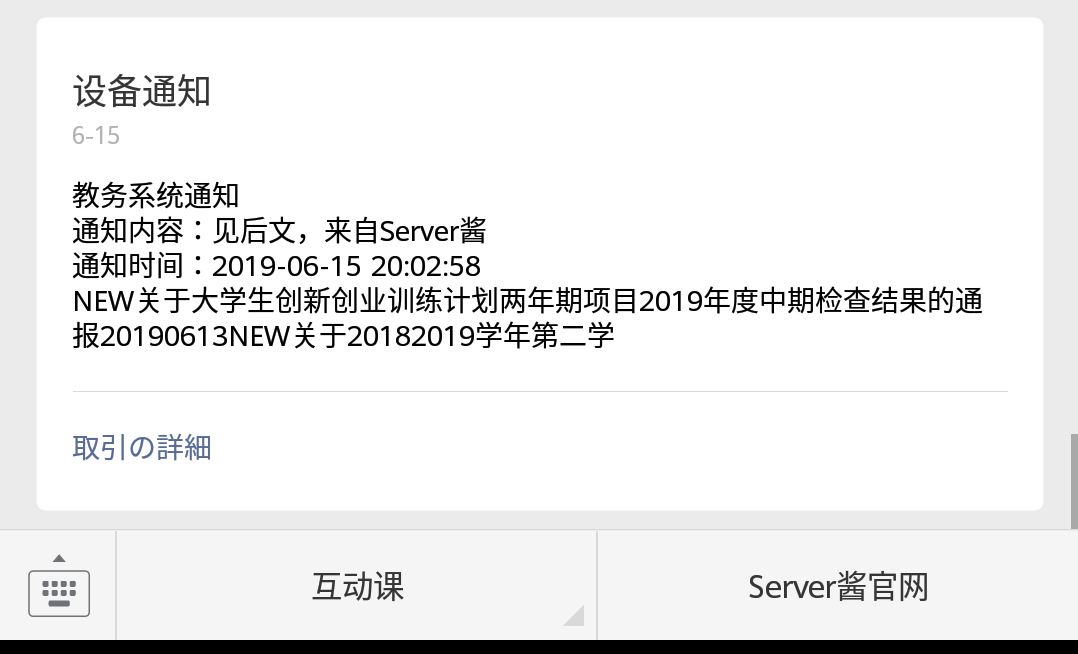 设备通知
6-15
教务系统通知
通知内容：见后文，来自Server酱
通知时间：2019-06-15 20:02:58
NEW关于大学生创新创业训练计划两年期项目2019年度中期检查结果的通
报20190613NEW关于20182019学年第二学
取引の詳細
互动课
Server酱官网